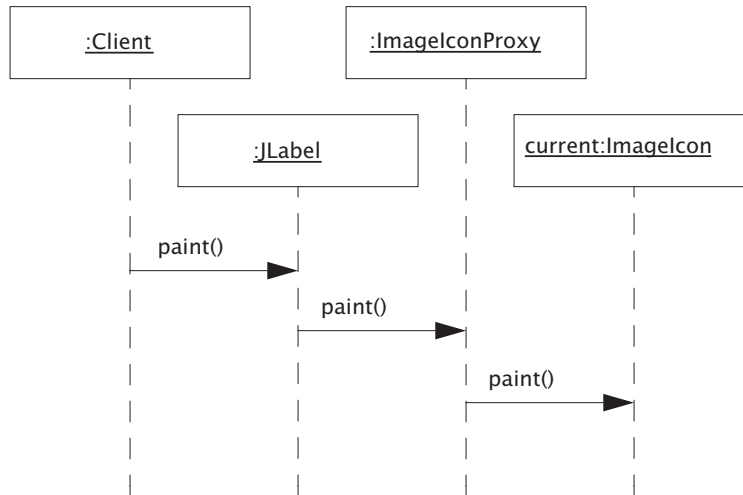 :Client
:ImageIconProxy
:JLabel
current:ImageIcon
paint()
paint()
paint()